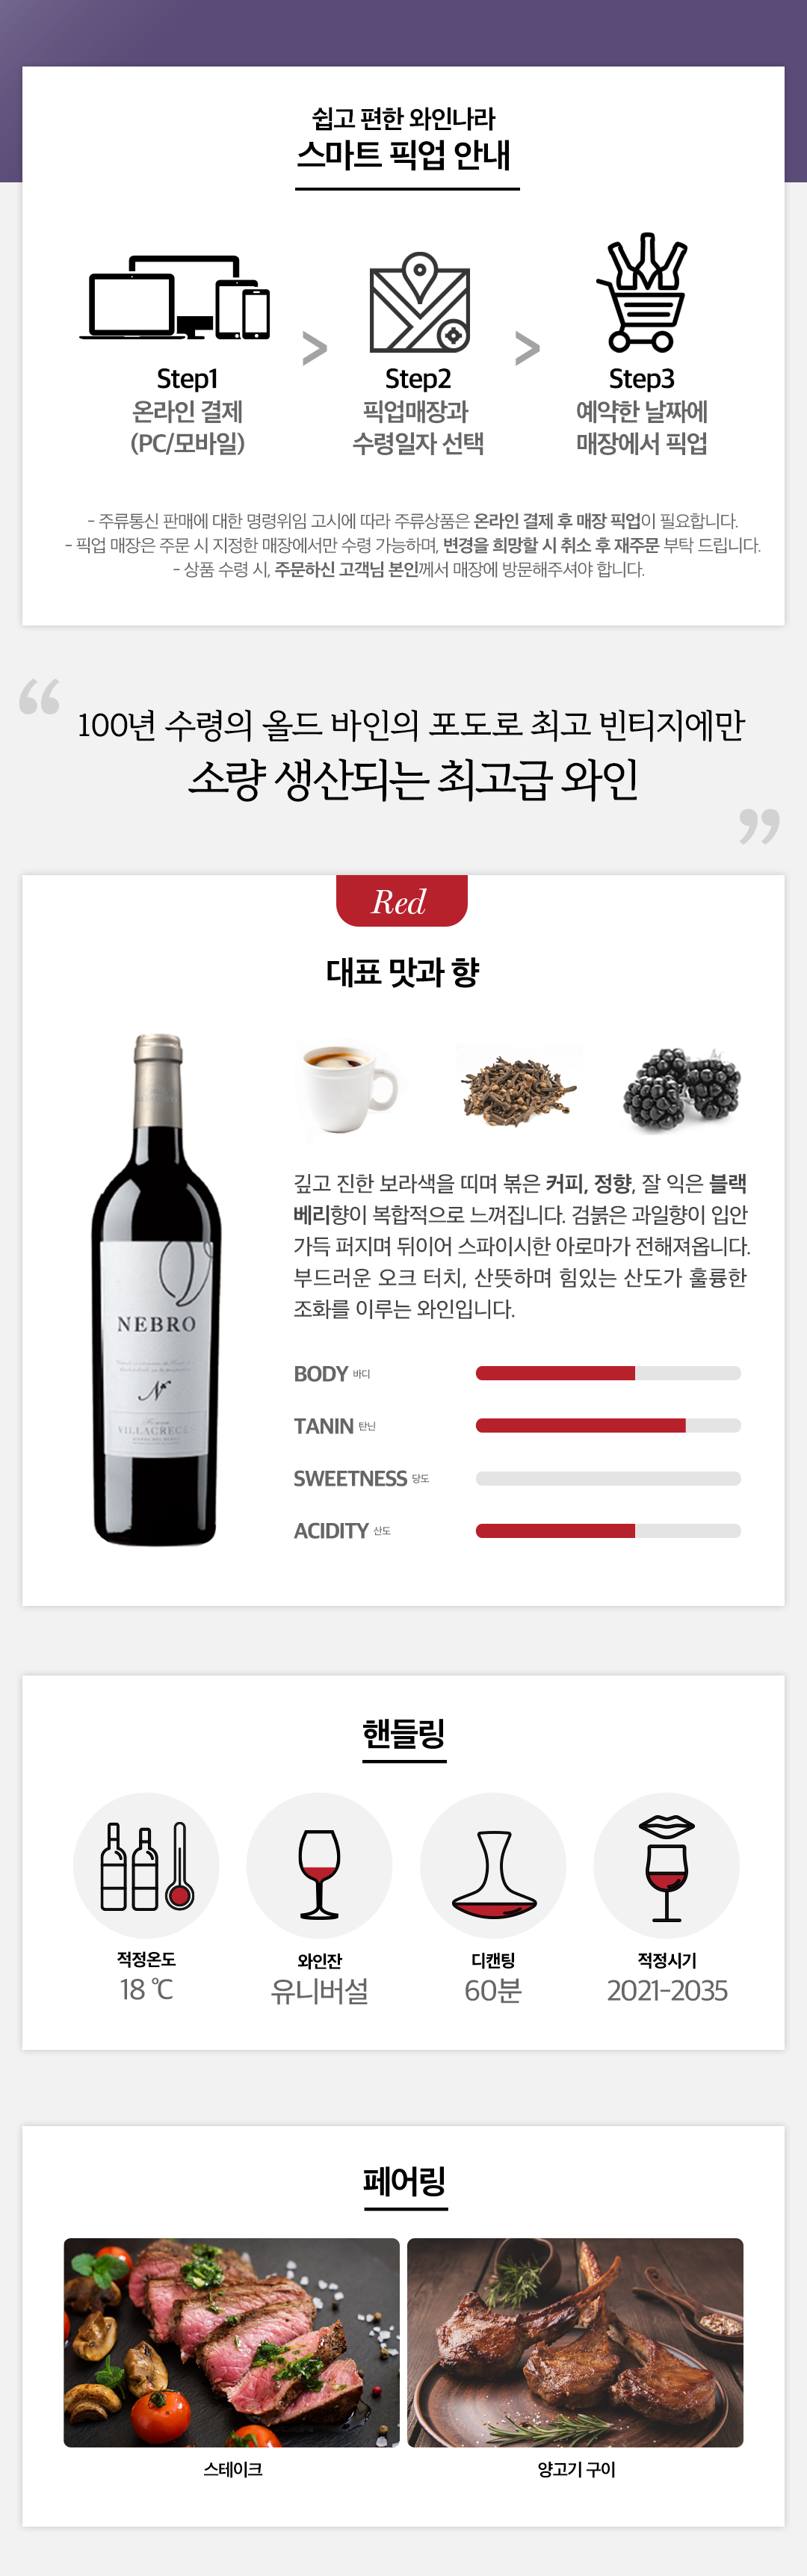 쉽고 편한 와인나라
스마트 픽업 안내
Step1
온라인 결제
(PC/모바일)
>
Step2
픽업매장과
수령일자 선택
>
Step3
예약한 날짜에
매장에서 픽업
- 주류통신 판매에 대한 명령위임 고시에 따라 주류상품은 온라인 결제 후 매장 픽업이 필요합니다.
- 픽업 매장은 주문 시 지정한 매장에서만 수령 가능하며, 변경을 희망할 시 취소 후 재주문 부탁 드립니다.
- 상품 수령 시, 주문하신 고객님 본인께서 매장에 방문해주셔야 합니다.
“
100년 수령의 올드 바인의 포도로 최고 빈티지에만
소량 생산되는 최고급 와인
”
Red
대표 맛과 향
NEBRO
N
Finca
VILLACRECES
깊고 진한 보라색을 띠며 볶은 커피, 정향, 잘 익은 블랙
베리향이 복합적으로 느껴집니다. 검붉은 과일향이 입안
가득 퍼지며 뒤이어 스파이시한 아로마가 전해져옵니다.
부드러운 오크 터치, 산뜻하며 힘있는 산도가 훌륭한
조화를 이루는 와인입니다.
BODY 바디
TANIN 탄닌
SWEETNESS 당도
ACIDITY 산도
핸들링
적정온도
18 ℃
와인잔
유니버설
디캔팅
60분
적정시기
2021-2035
페어링
스테이크
양고기 구이